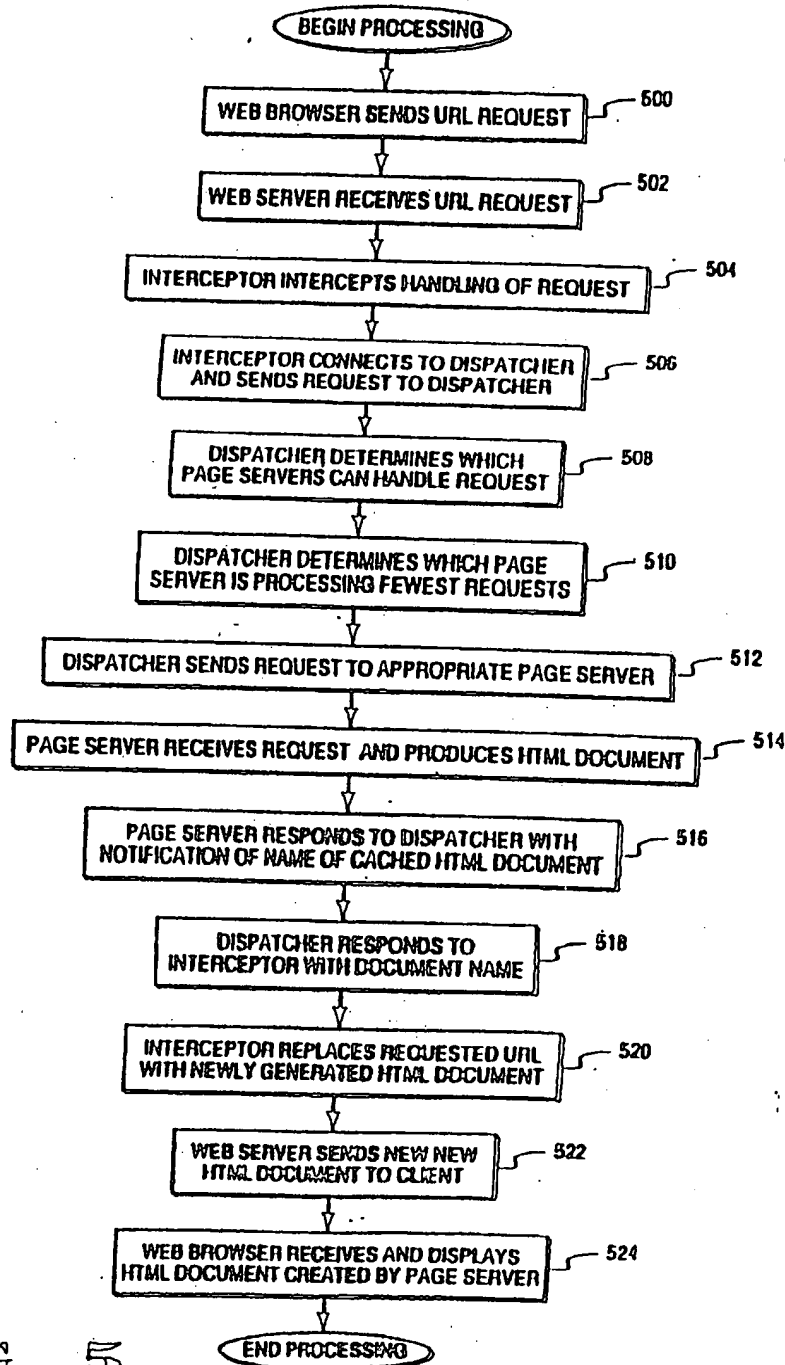 BEGIN PROCESSING
WEB BROWSER SENDS URL REQUEST
500
WEB SERVER RECEIVES URL REQUEST
502
INTERCEPTOR INTERCEPTS HANDLING OF REQUEST
504
INTERCEPTOR CONNECTS TO DISPATCHER
AND SENDS REQUEST TO DISPATCHER
506
DISPATCHER DETERMINES WHICH
PAGE SERVERS CAN HANDLE REQUEST
508
DISPATCHER DETERMINES WHICH PAGE
SERVER IS PROCESSING FEWEST REQUESTS
510
DISPATCHER SENDS REQUEST TO APPROPRIATE PAGE SERVER
512
PAGE SERVER RECEIVES REQUEST AND PRODUCES HTML DOCUMENT
514
PAGE SERVER RESPONDS TO DISPATCHER WITH
NOTIFICATION OF NAME OF CACHED HTML DOCUMENT
516
DISPATCHER RESPONDS TO
INTERCEPTOR WITH DOCUMENT NAME
518
INTERCEPTOR REPLACES REQUESTED URL
WITH NEWLY GENERATED HTML DOCUMENT
520
WEB SERVER SENDS NEW NEW
HTML DOCUMENT TO CLIENT
522
WEB BROWSER RECEIVES AND DISPLAYS
HTML DOCUMENT CREATED BY PAGE SERVER
524
END PROCESSING